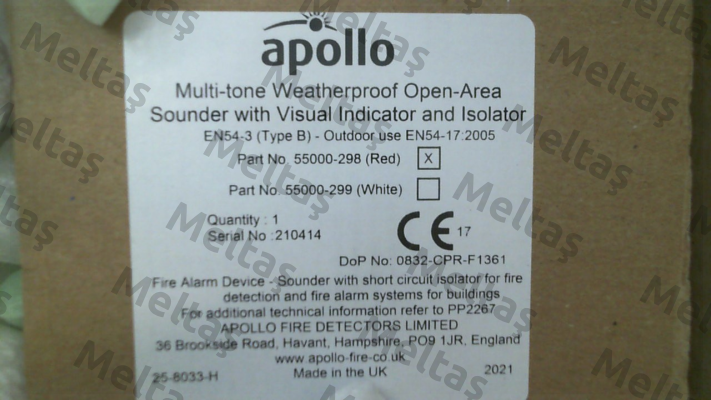 apollo
Multi-tone Weatherproof Open-Area
Sounder with Visual Indicator and Isolator
EN54-3 (Type B) - Outdoor use EN54-17:2005
Part No. 55000-298 (Red) X
Part No. 55000-299 (White)
Quantity : 1
Serial No : 210414
CE 17
DoP No: 0832-CPR-F1361
Fire Alarm Device - Sounder with short circuit isolator for fire
detection and fire alarm systems for buildings
For additional technical information refer to PP2267
APOLLO FIRE DETECTORS LIMITED
36 Brookside Road, Havant, Hampshire, PO9 1JR, England
www.apollo-fire.co.uk
25-8033-H Made in the UK 2021
Meltaş